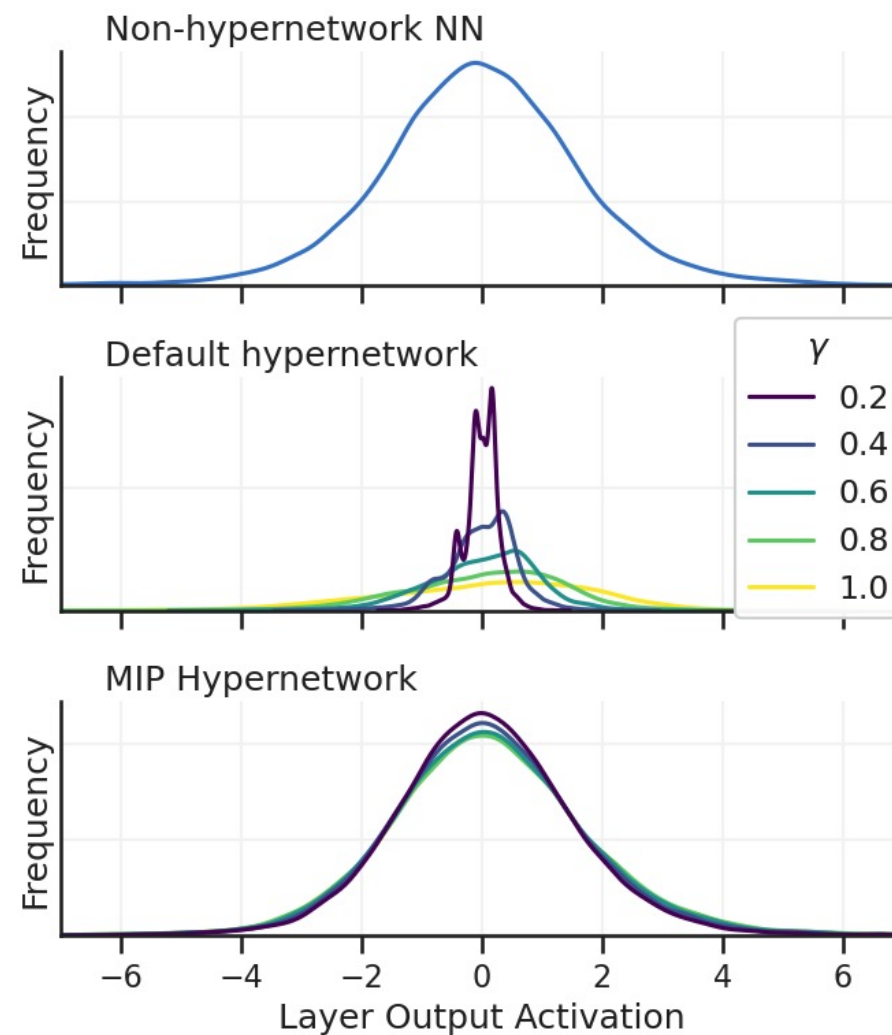 Non-hypernetwork NN
Frequency
Default hypernetwork
Frequency
γ
0.2
0.4
0.6
0.8
1.0
MIP Hypernetwork
Frequency
−6 −4 −2 0 2 4 6
Layer Output Activation